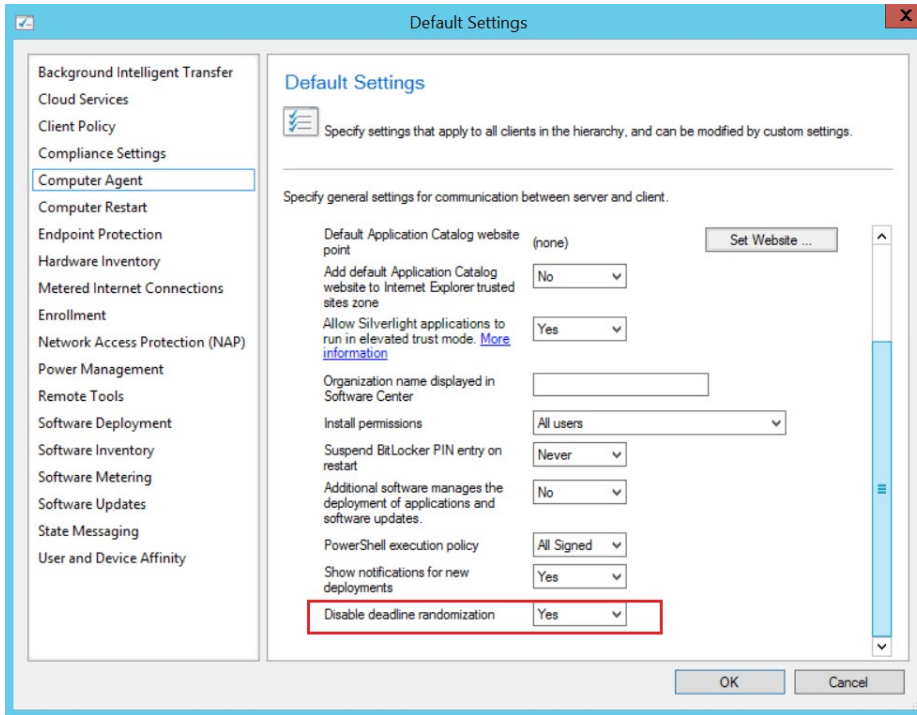 Default Settings
X
Background Intelligent Transfer
Cloud Services
Client Policy
Compliance Settings
Computer Agent
Computer Restart
Endpoint Protection
Hardware Inventory
Metered Internet Connections
Enrollment
Network Access Protection (NAP)
Power Management
Remote Tools
Software Deployment
Software Inventory
Software Metering
Software Updates
State Messaging
User and Device Affinity
Default Settings
Specify settings that apply to all clients in the hierarchy, and can be modified by custom settings.
Specify general settings for communication between server and client.
Default Application Catalog website
point
(none)
Set Website ...
Add default Application Catalog
website to Internet Explorer trusted
sites zone
No
Allow Silverlight applications to
run in elevated trust mode. More
information
Yes
Organization name displayed in
Software Center
Install permissions
All users
Suspend BitLocker PIN entry on
restart
Never
Additional software manages the
deployment of applications and
software updates.
No
PowerShell execution policy
All Signed
Show notifications for new
deployments
Yes
Disable deadline randomization
Yes
OK
Cancel